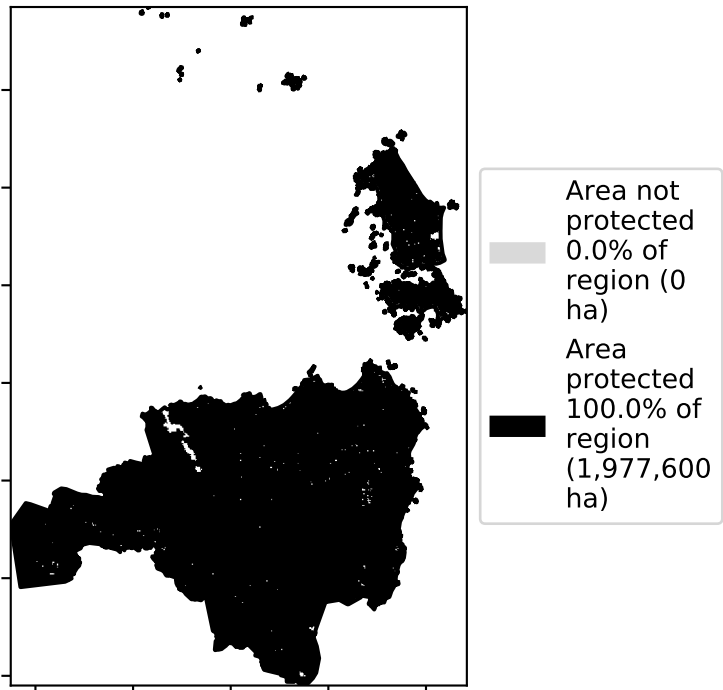 Area not
protected
0.0% of
region (0
ha)
Area
protected
100.0% of
region
(1,977,600
ha)